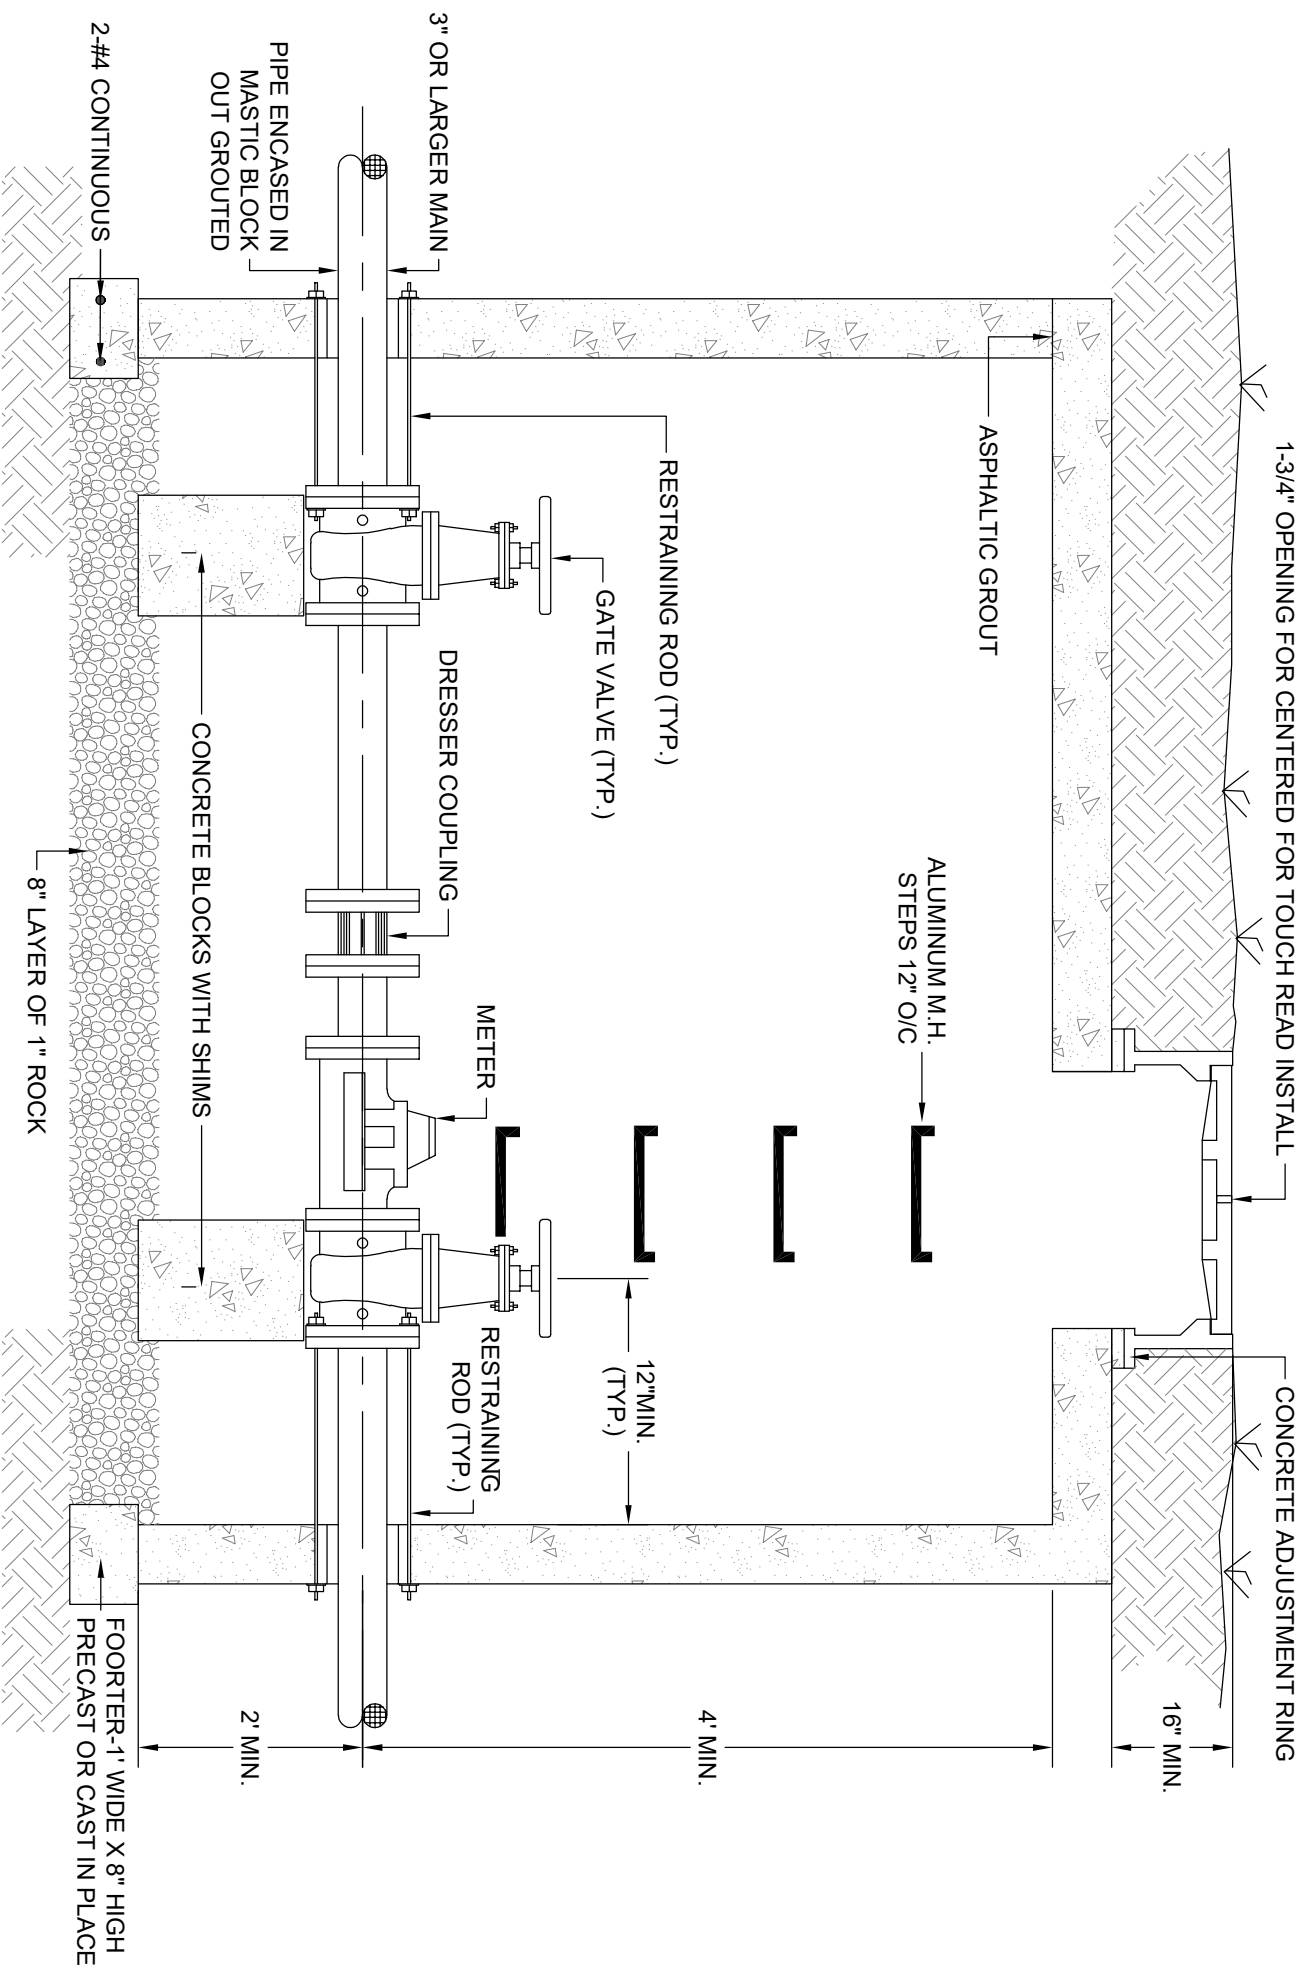 1-3/4" OPENING FOR CENTERED FOR TOUCH READ INSTALL
CONCRETE ADJUSTMENT RING
16" MIN.
ASPHALTIC GROUT
ALUMINUM M.H.
STEPS 12" O/C
4' MIN.
RESTRAINING ROD (TYP.)
GATE VALVE (TYP.)
12"MIN.
(TYP.)
3" OR LARGER MAIN
DRESSER COUPLING
METER
RESTRAINING
ROD (TYP.)
PIPE ENCASED IN
MASTIC BLOCK
OUT GROUTED
2' MIN.
CONCRETE BLOCKS WITH SHIMS
2-#4 CONTINUOUS
8" LAYER OF 1" ROCK
FOORTER-1' WIDE X 8" HIGH
PRECAST OR CAST IN PLACE